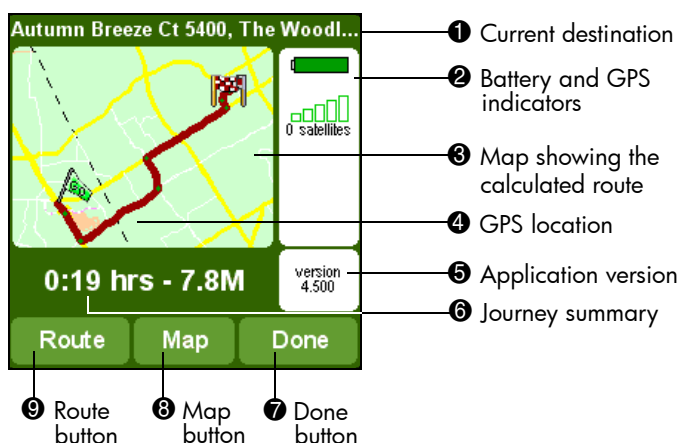 Autumn Breeze Ct 5400, The Woodl...
❶ Current destination
❷ Battery and GPS
indicators
0 satellites
❸ Map showing the
calculated route
GO!
❹ GPS location
0:19 hrs - 7.8M
version
4.500
❺ Application version
❻ Journey summary
Route
Map
Done
❾ Route
button
❽ Map
button
❼ Done
button